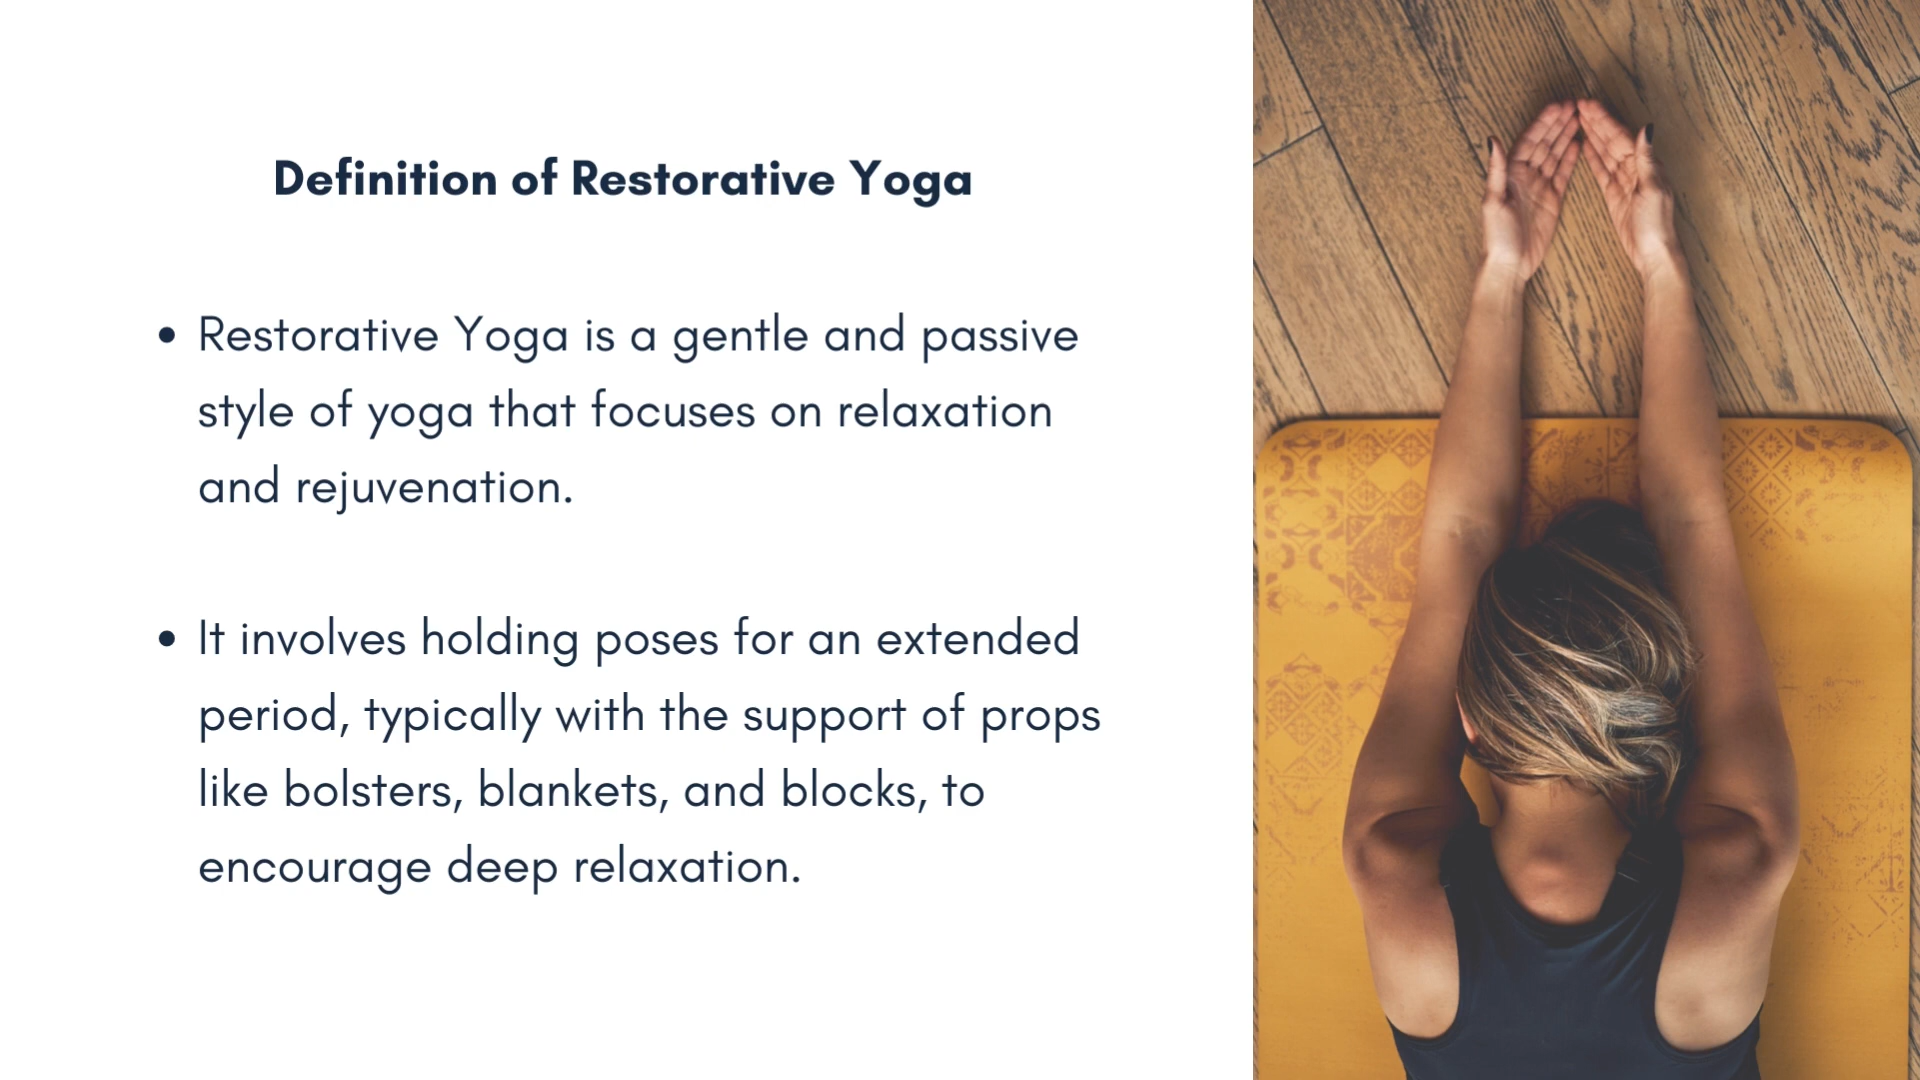 Definition of Restorative Yoga
• Restorative Yoga is a gentle and passive
style of yoga that focuses on relaxation
and rejuvenation.
• It involves holding poses for an extended
period, typically with the support of props
like bolsters, blankets, and blocks, to
encourage deep relaxation.